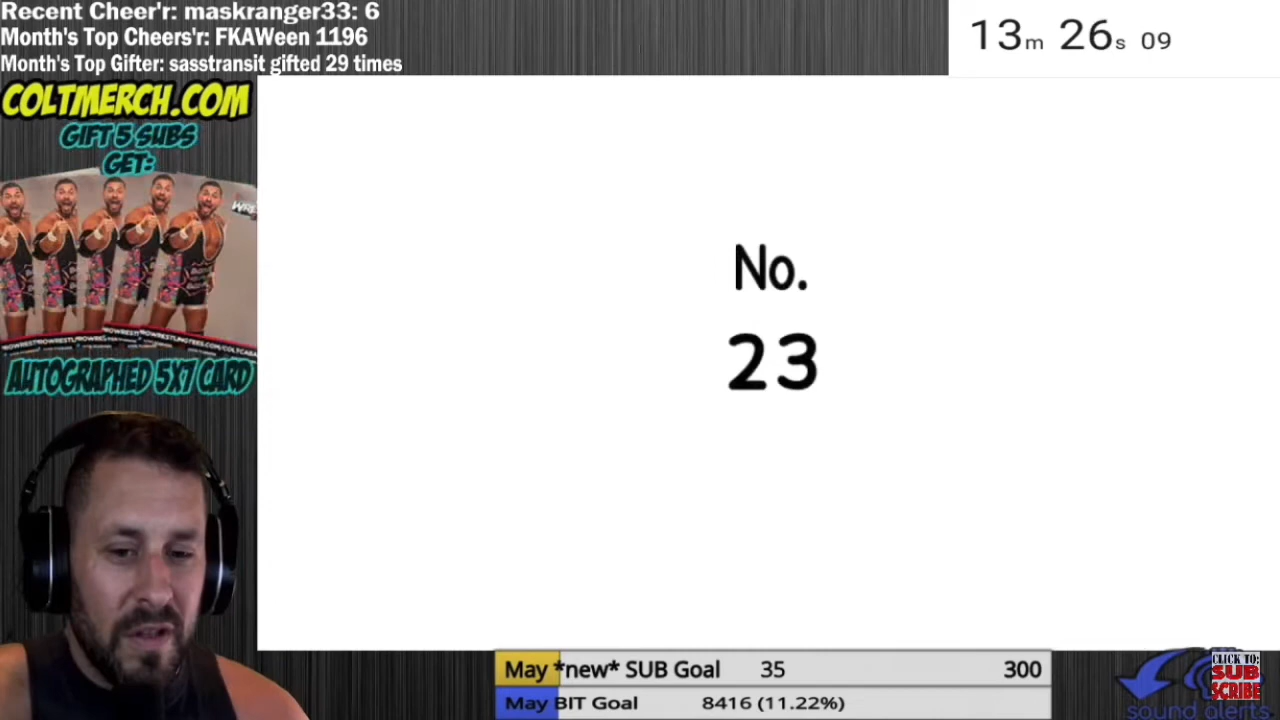 Recent Cheer'r: maskranger33: 6
Month's Top Cheers'r: FKAWeen 1196
Month's Top Gifter: sasstransit gifted 29 times
13m 26s 09
COLTMERCH.COM
GIFT 5 SUBS
GET:
AUTOGRAPHED 5X7 CARD
No.
23
May *new* SUB Goal 35 300
May BIT Goal 8416 (11.22%)
CLICK TO:
SUB
SCRIBE
sound alerts